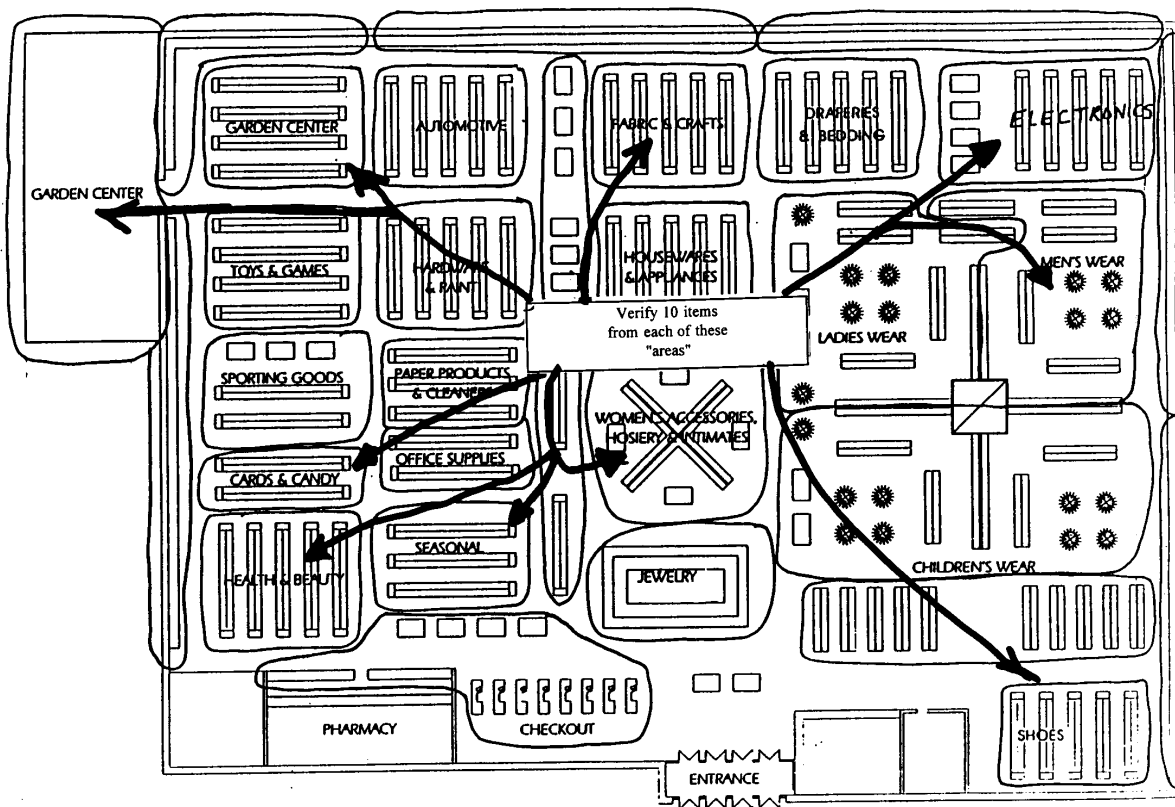 GARDEN CENTER
AUTOMOTIVE
FABRIC & CRAFTS
DRAPERIES
& BEDDING
ELECTRONICS
GARDEN CENTER
TOYS & GAMES
HARDWARE
& PAINT
HOUSEWARES
& APPLIANCES
MEN'S WEAR
Verify 10 items
from each of these
"areas"
LADIES WEAR
SPORTING GOODS
PAPER PRODUCTS
& CLEANERS
WOMEN'S ACCESSORIES,
HOSIERY & INTIMATES
CARDS & CANDY
OFFICE SUPPLIES
SEASONAL
HEALTH & BEAUTY
JEWELRY
CHILDREN'S WEAR
PHARMACY
CHECKOUT
SHOES
ENTRANCE